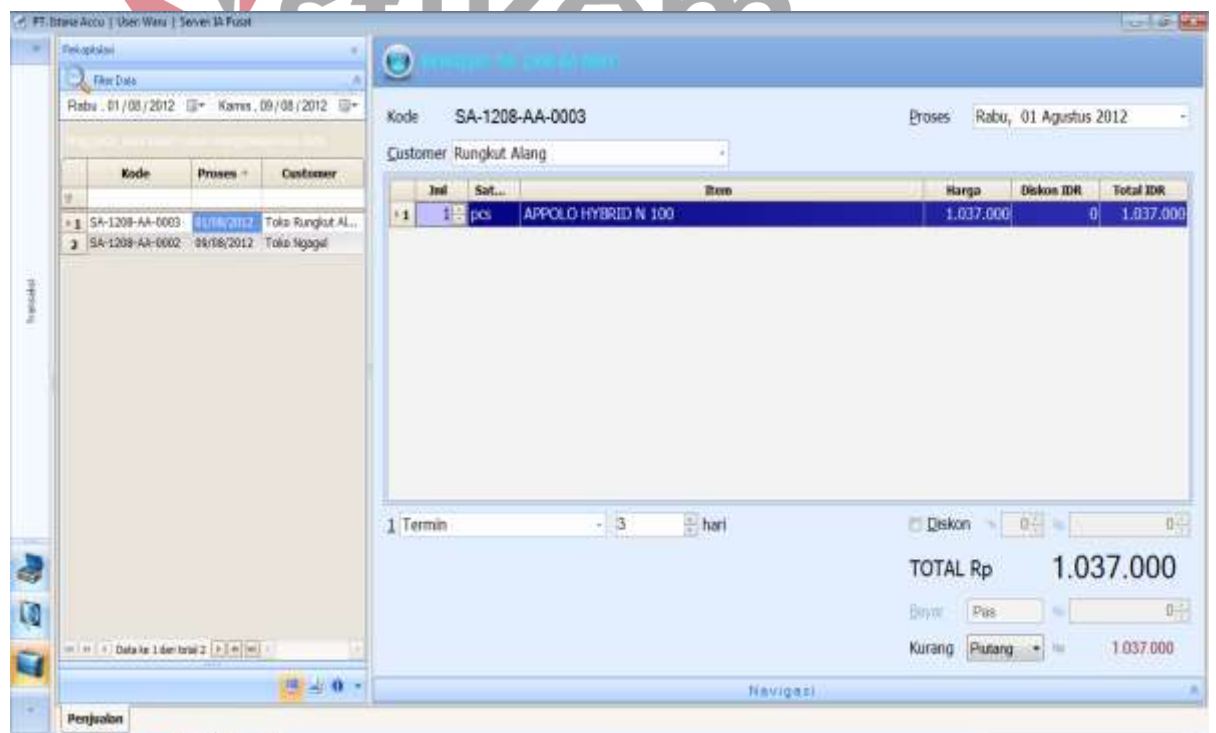 PT. Istana Accu | User: Waru | Server: IA Pusat
Rekapitulasi
Filter Data
Rabu , 01/08/2012 Kamis , 09/08/2012
Kode Proses Customer
1 SA-1208-AA-0003 01/08/2012 Toko Rungkut Al...
2 SA-1208-AA-0002 09/08/2012 Toko Ngagel
Transaksi
Data ke 1 dari total 2
Penjualan
Kode SA-1208-AA-0003 Proses Rabu, 01 Agustus 2012
Customer Rungkut Alang
Jml Sat... Item Harga Diskon IDR Total IDR
1 1 pcs APPOLO HYBRID N 100 1.037.000 0 1.037.000
1 Termin 3 hari Diskon % 0 Rp 0
TOTAL Rp 1.037.000
Bayar Pas Rp 0
Kurang Piutang Rp 1.037.000
Navigasi